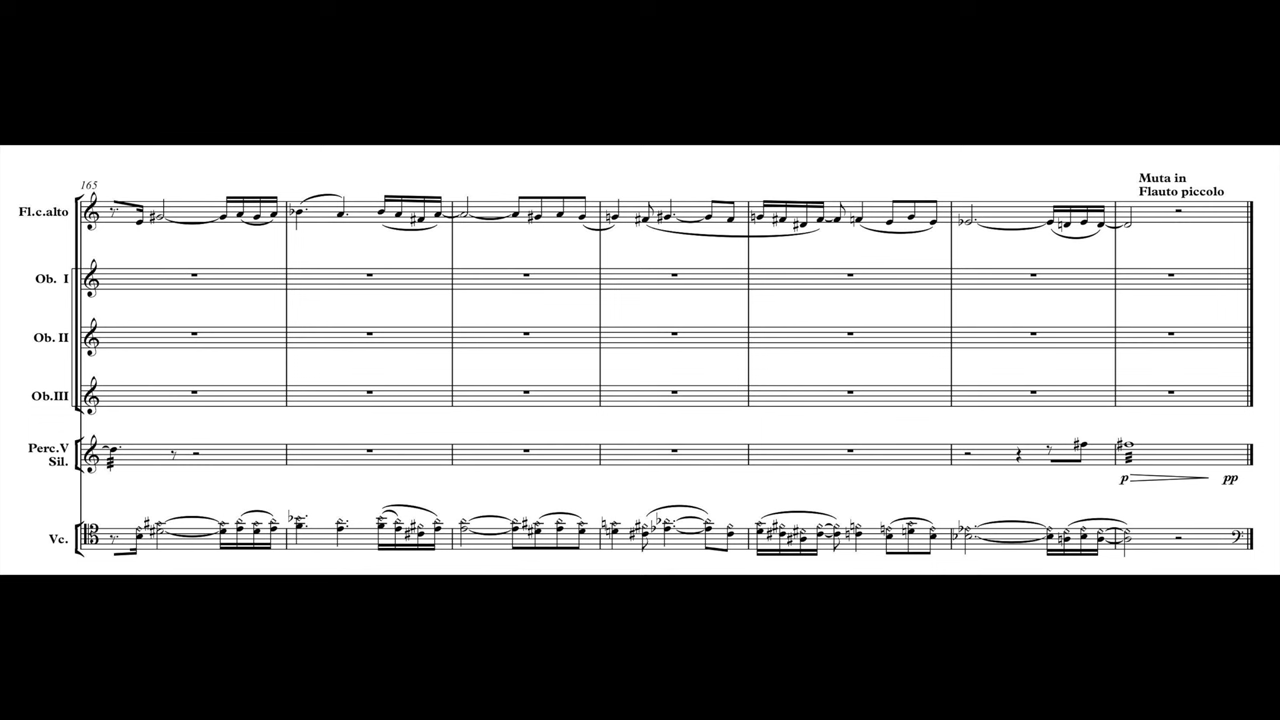 165
Muta in
Flauto piccolo
Fl.c.alto
Ob. I
Ob. II
Ob.III
Perc.V
Sil.
p pp
Vc.